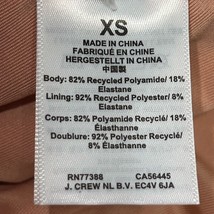 XS
MADE IN CHINA
FABRIQUÉ EN CHINE
HERGESTELLT IN CHINA
中国製
Body: 82% Recycled Polyamide/ 18%
Elastane
Lining: 92% Recycled Polyester/ 8%
Elastane
Corps: 82% Polyamide Recyclé/ 18%
Élasthanne
Doublure: 92% Polyester Recyclé/
8% Élasthanne
RN77388 CA56445
J. CREW NL B.V. EC4V 6JA